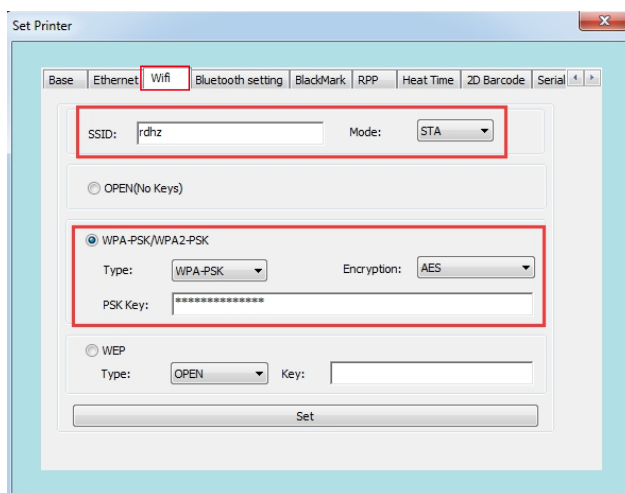 Set Printer
Base Ethernet Wifi Bluetooth setting BlackMark RPP Heat Time 2D Barcode Serial
SSID: rdhz Mode: STA
OPEN(No Keys)
WPA-PSK/WPA2-PSK
Type: WPA-PSK Encryption: AES
PSK Key: **************
WEP
Type: OPEN Key:
Set